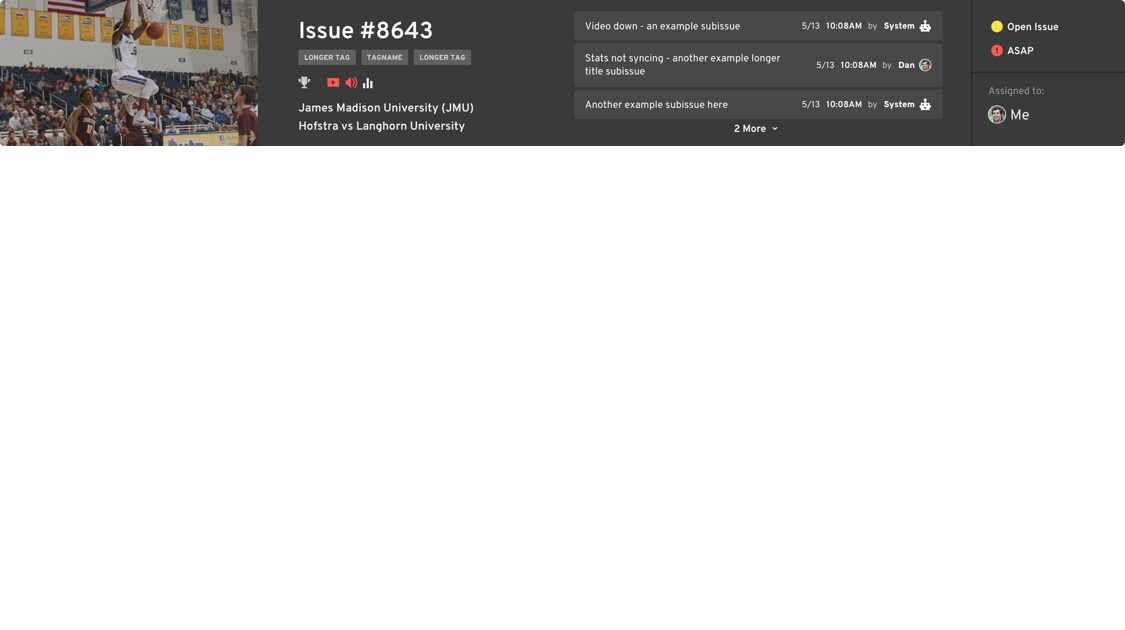 Issue #8643
LONGER TAG TAGNAME LONGER TAG
James Madison University (JMU)
Hofstra vs Langhorn University
Video down - an example subissue 5/13 10:08AM by System
Stats not syncing - another example longer
title subissue 5/13 10:08AM by Dan
Another example subissue here 5/13 10:08AM by System
2 More
Open Issue
ASAP
Assigned to:
Me